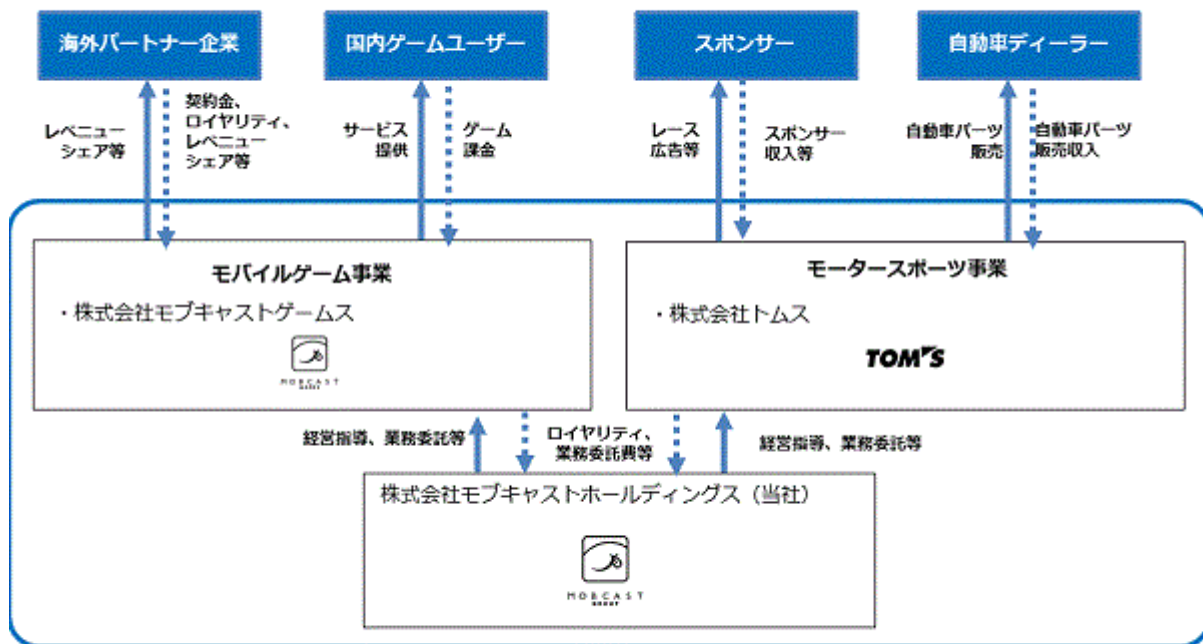 海外パートナー企業
国内ゲームユーザー
スポンサー
自動車ディーラー
レベニュー
シェア等
契約金、
ロイヤリティ、
レベニュー
シェア等
サービス
提供
ゲーム
課金
レース
広告等
スポンサー
収入等
自動車パーツ
販売
自動車パーツ
販売収入
モバイルゲーム事業
・株式会社モブキャストゲームス
MOBCAST
モータースポーツ事業
・株式会社トムス
TOM'S
経営指導、業務委託等
ロイヤリティ、
業務委託費等
経営指導、業務委託等
株式会社モブキャストホールディングス（当社）
MOBCAST
GROUP